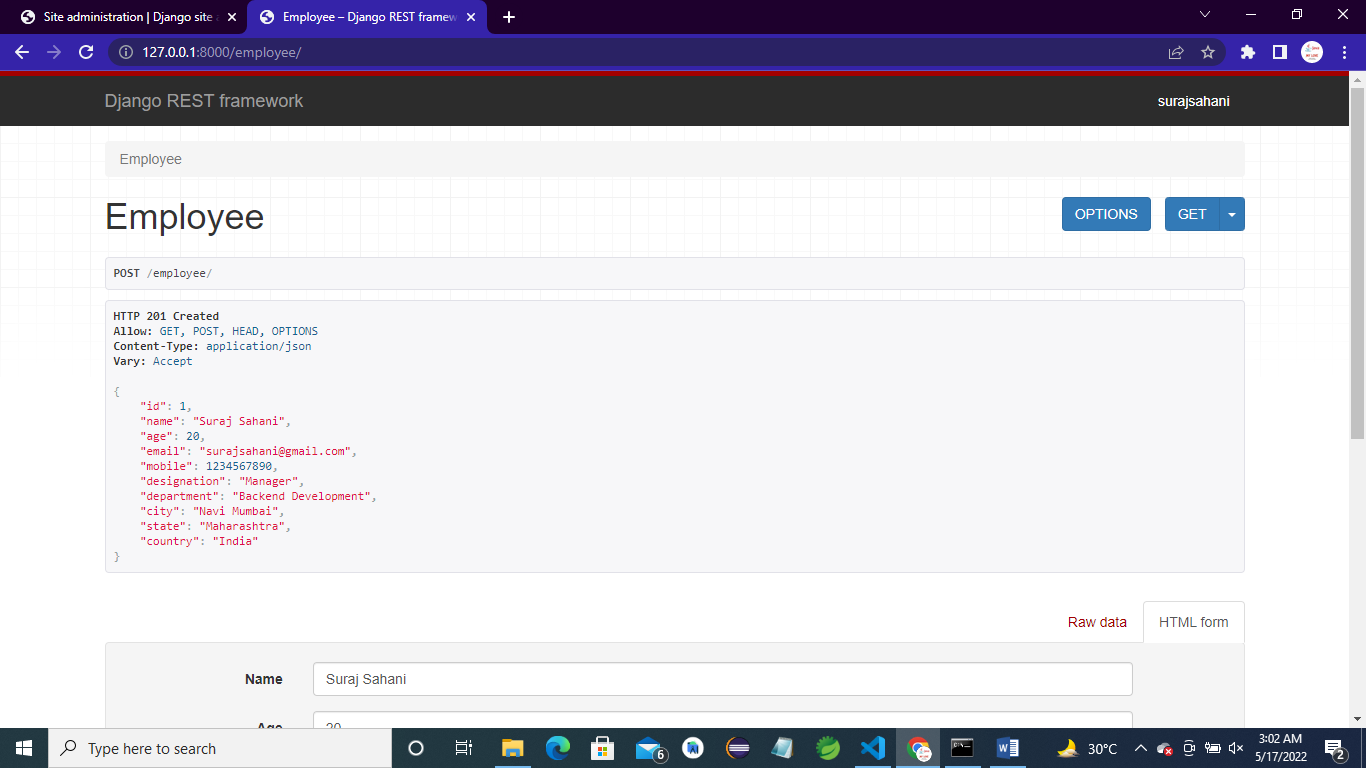 Site administration | Django site a
Employee – Django REST framew
127.0.0.1:8000/employee/
Django REST framework
surajsahani
Employee
Employee
OPTIONS
GET
POST /employee/
HTTP 201 Created
Allow: GET, POST, HEAD, OPTIONS
Content-Type: application/json
Vary: Accept
{
"id": 1,
"name": "Suraj Sahani",
"age": 20,
"email": "surajsahani@gmail.com",
"mobile": 1234567890,
"designation": "Manager",
"department": "Backend Development",
"city": "Navi Mumbai",
"state": "Maharashtra",
"country": "India"
}
Raw data
HTML form
Name
Suraj Sahani
Age
20
Type here to search
6
30°C
3:02 AM
5/17/2022
2